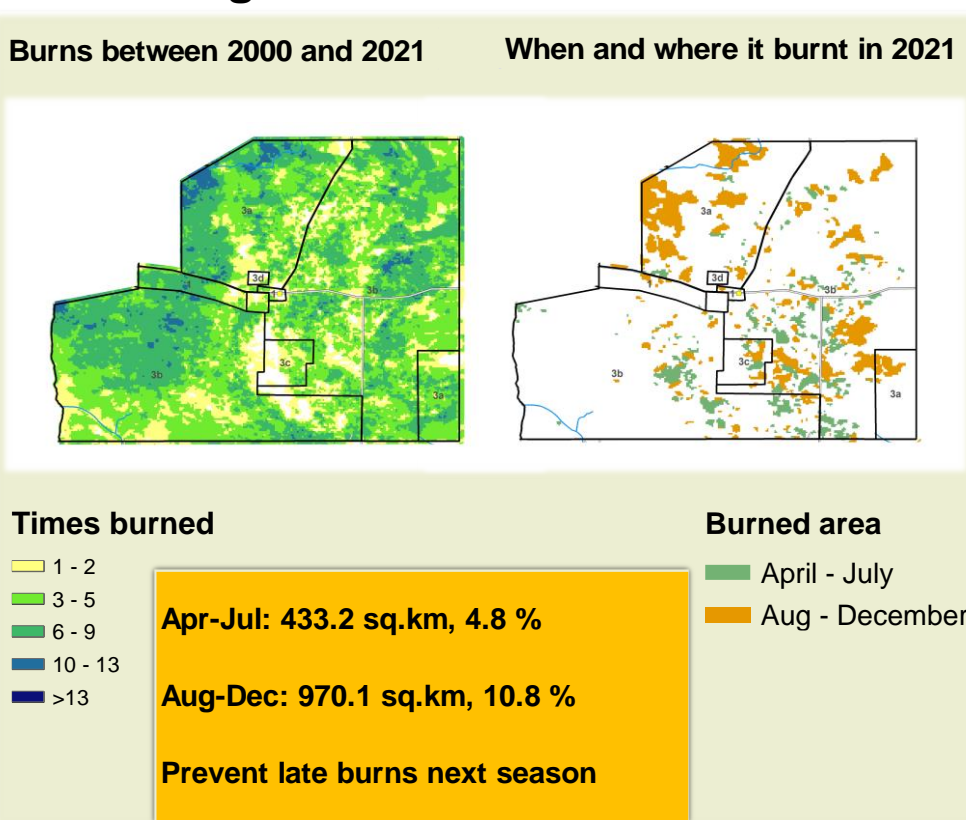 Burns between 2000 and 2021
When and where it burnt in 2021
3a
3d
1
3b
3b
3c
3a
3a
3d
1
3b
3b
3c
3a
Times burned
1 - 2
3 - 5
6 - 9
10 - 13
>13
Apr-Jul: 433.2 sq.km, 4.8 %
Aug-Dec: 970.1 sq.km, 10.8 %
Prevent late burns next season
Burned area
April - July
Aug - December